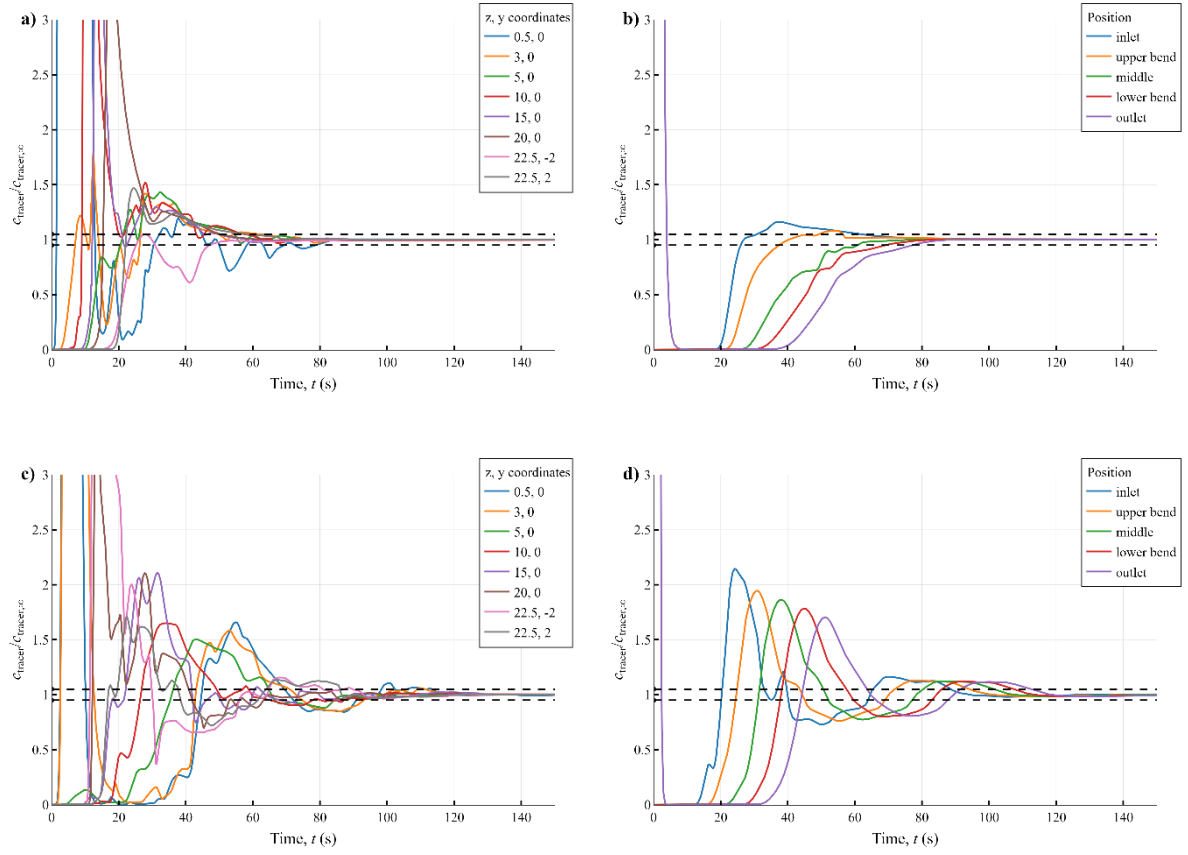 a)
3
2.5
2
1.5
1
0.5
0
c_tracer/c_tracer,∞
0 20 40 60 80 100 120 140
Time, t (s)
z, y coordinates
0.5, 0
3, 0
5, 0
10, 0
15, 0
20, 0
22.5, -2
22.5, 2
b)
3
2.5
2
1.5
1
0.5
0
c_tracer/c_tracer,∞
0 20 40 60 80 100 120 140
Time, t (s)
Position
inlet
upper bend
middle
lower bend
outlet
c)
3
2.5
2
1.5
1
0.5
0
c_tracer/c_tracer,∞
0 20 40 60 80 100 120 140
Time, t (s)
z, y coordinates
0.5, 0
3, 0
5, 0
10, 0
15, 0
20, 0
22.5, -2
22.5, 2
d)
3
2.5
2
1.5
1
0.5
0
c_tracer/c_tracer,∞
0 20 40 60 80 100 120 140
Time, t (s)
Position
inlet
upper bend
middle
lower bend
outlet